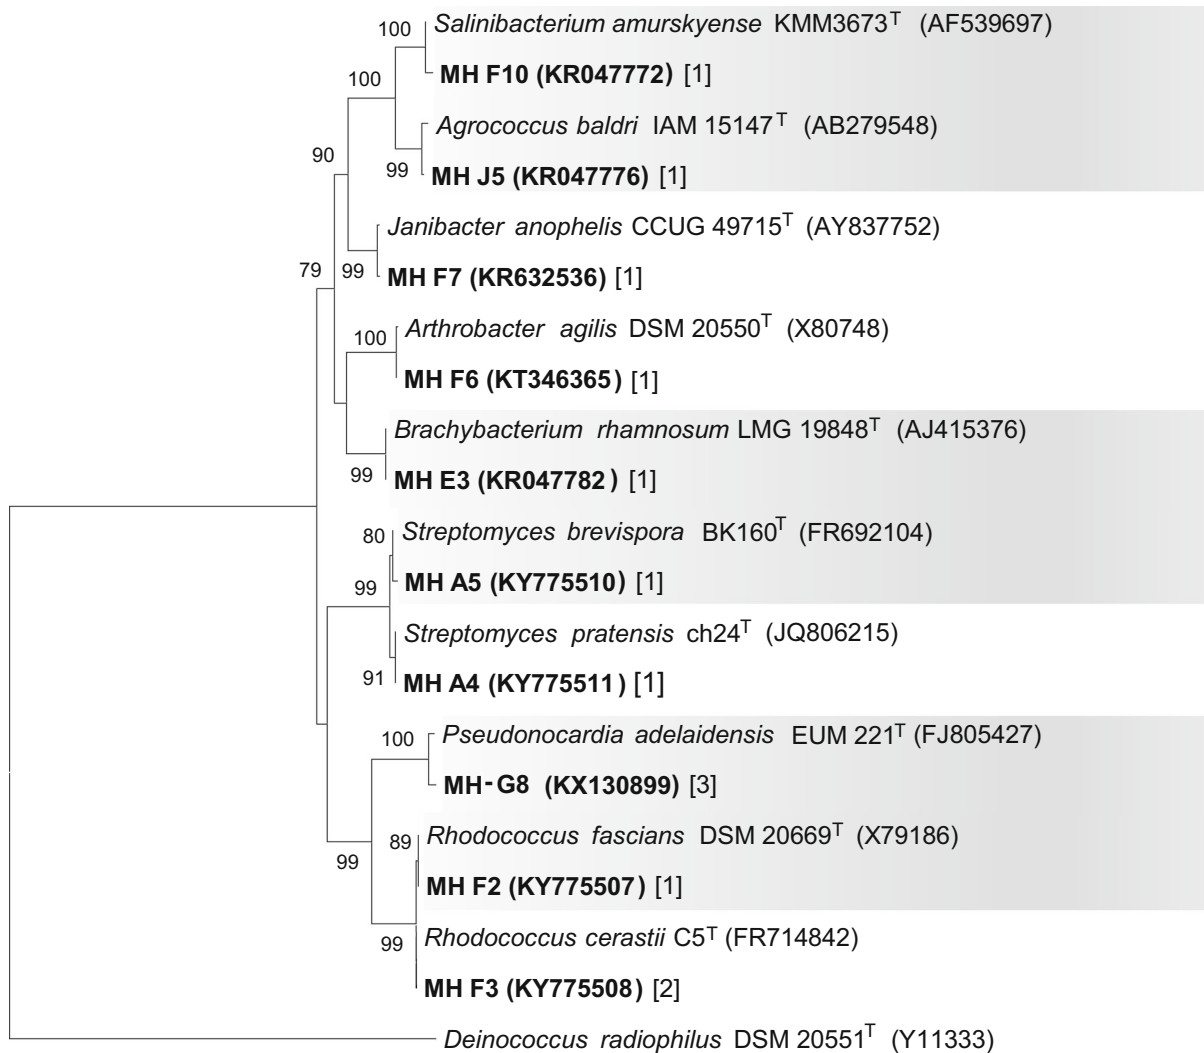 100 Salinibacterium amurskyense KMM3673ᵀ (AF539697)
MH F10 (KR047772) [1]
100
Agrococcus baldri IAM 15147ᵀ (AB279548)
99 MH J5 (KR047776) [1]
90
Janibacter anophelis CCUG 49715ᵀ (AY837752)
79 99 MH F7 (KR632536) [1]
100 Arthrobacter agilis DSM 20550ᵀ (X80748)
MH F6 (KT346365) [1]
Brachybacterium rhamnosum LMG 19848ᵀ (AJ415376)
99 MH E3 (KR047782) [1]
80 Streptomyces brevispora BK160ᵀ (FR692104)
99 MH A5 (KY775510) [1]
Streptomyces pratensis ch24ᵀ (JQ806215)
91 MH A4 (KY775511) [1]
100 Pseudonocardia adelaidensis EUM 221ᵀ (FJ805427)
MH-G8 (KX130899) [3]
89 Rhodococcus fascians DSM 20669ᵀ (X79186)
99
MH F2 (KY775507) [1]
99 Rhodococcus cerastii C5ᵀ (FR714842)
MH F3 (KY775508) [2]
Deinococcus radiophilus DSM 20551ᵀ (Y11333)